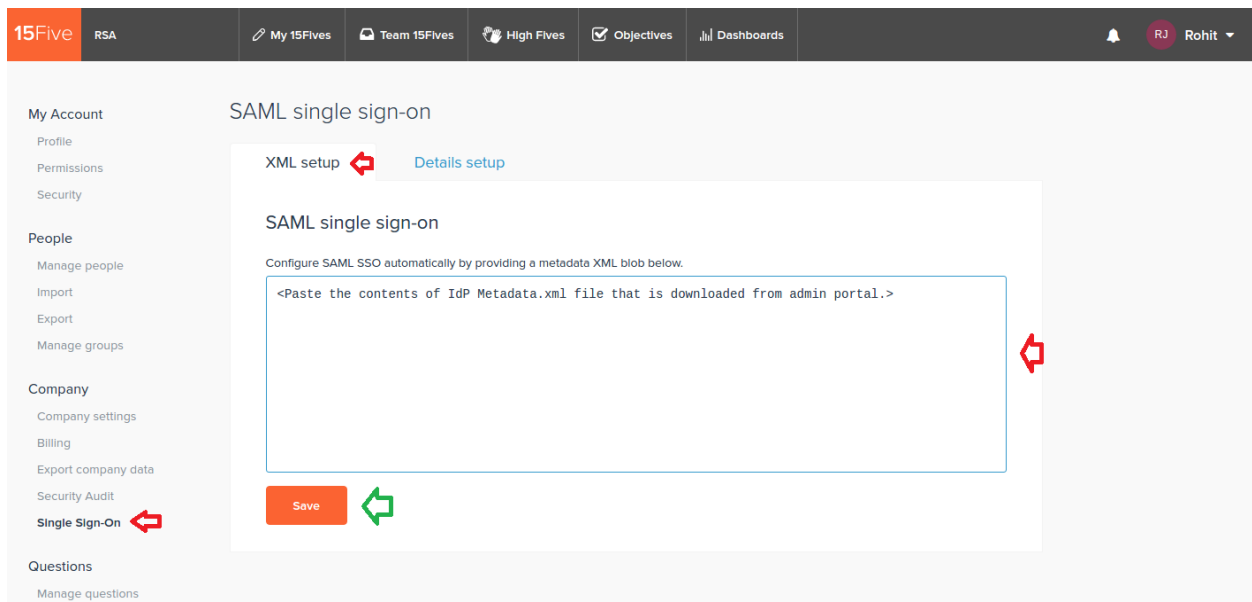 15Five RSA My 15Fives Team 15Fives High Fives Objectives Dashboards RJ Rohit
My Account
Profile
Permissions
Security
People
Manage people
Import
Export
Manage groups
Company
Company settings
Billing
Export company data
Security Audit
Single Sign-On
Questions
Manage questions
SAML single sign-on
XML setup Details setup
SAML single sign-on
Configure SAML SSO automatically by providing a metadata XML blob below.
<Paste the contents of IdP Metadata.xml file that is downloaded from admin portal.>
Save